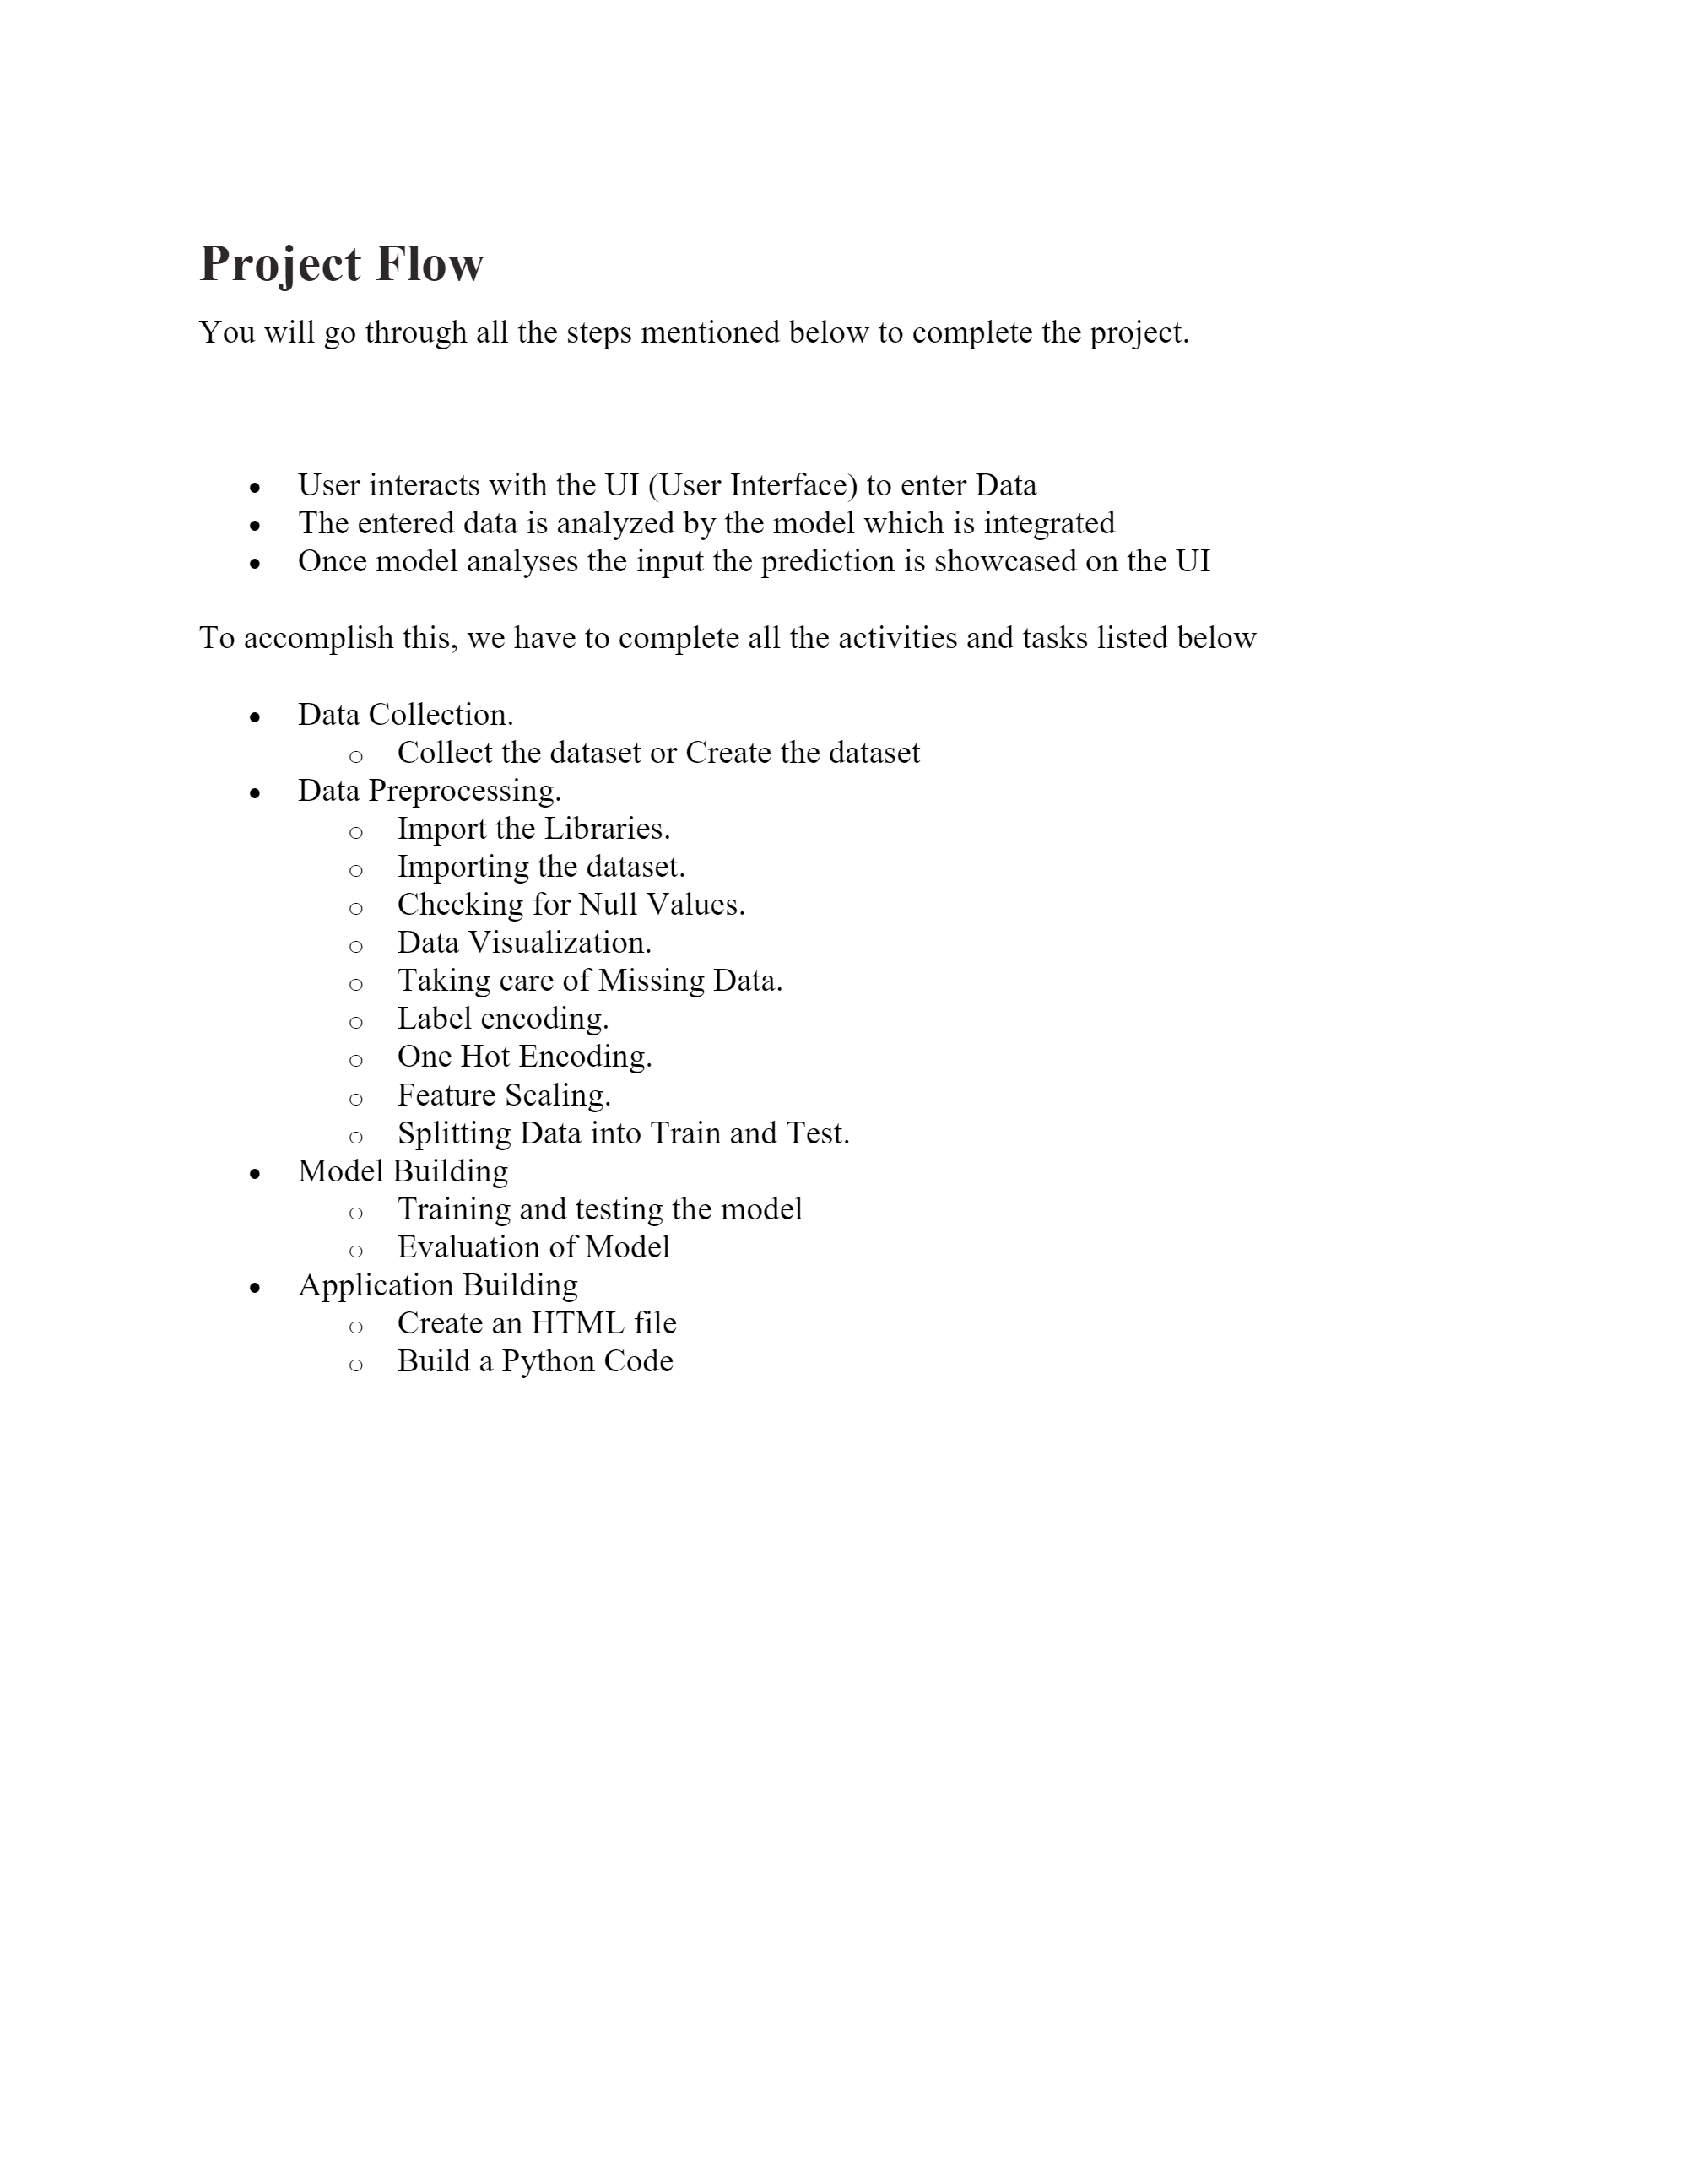 Project Flow
You will go through all the steps mentioned below to complete the project.
• User interacts with the UI (User Interface) to enter Data
• The entered data is analyzed by the model which is integrated
• Once model analyses the input the prediction is showcased on the UI
To accomplish this, we have to complete all the activities and tasks listed below
• Data Collection.
o Collect the dataset or Create the dataset
• Data Preprocessing.
o Import the Libraries.
o Importing the dataset.
o Checking for Null Values.
o Data Visualization.
o Taking care of Missing Data.
o Label encoding.
o One Hot Encoding.
o Feature Scaling.
o Splitting Data into Train and Test.
• Model Building
o Training and testing the model
o Evaluation of Model
• Application Building
o Create an HTML file
o Build a Python Code